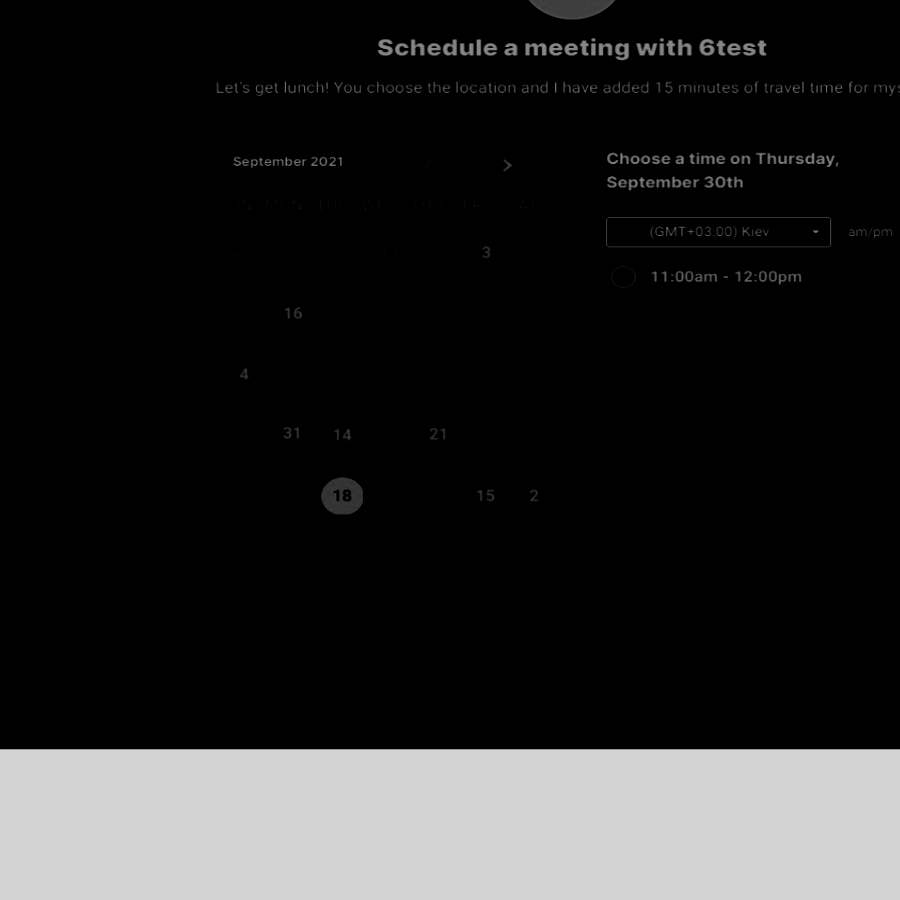 Schedule a meeting with 6test
Let's get lunch! You choose the location and I have added 15 minutes of travel time for
September 2021
3
16
4
31 14 21
18 15 2
Choose a time on Thursday,
September 30th
(GMT+03:00) Kiev am/pm
11:00am - 12:00pm